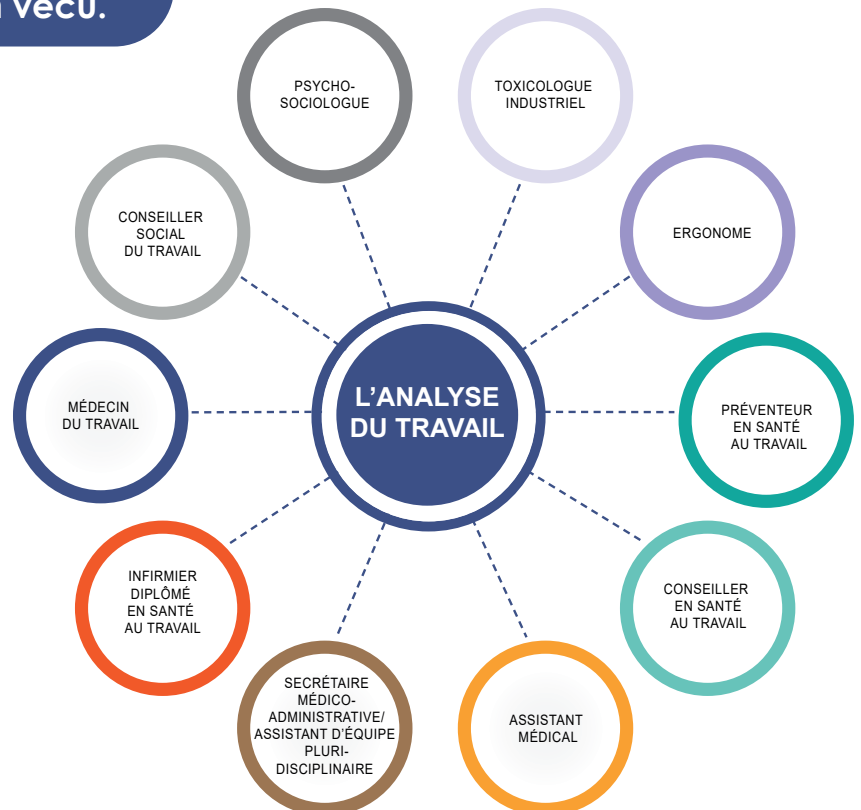 vécu.
PSYCHO-
SOCIOLOGUE
TOXICOLOGUE
INDUSTRIEL
CONSEILLER
SOCIAL
DU TRAVAIL
ERGONOME
L'ANALYSE
DU TRAVAIL
MÉDECIN
DU TRAVAIL
PRÉVENTEUR
EN SANTÉ
AU TRAVAIL
INFIRMIER
DIPLÔMÉ
EN SANTÉ
AU TRAVAIL
CONSEILLER
EN SANTÉ
AU TRAVAIL
SECRÉTAIRE
MÉDICO-
ADMINISTRATIVE/
ASSISTANT D'ÉQUIPE
PLURI-
DISCIPLINAIRE
ASSISTANT
MÉDICAL